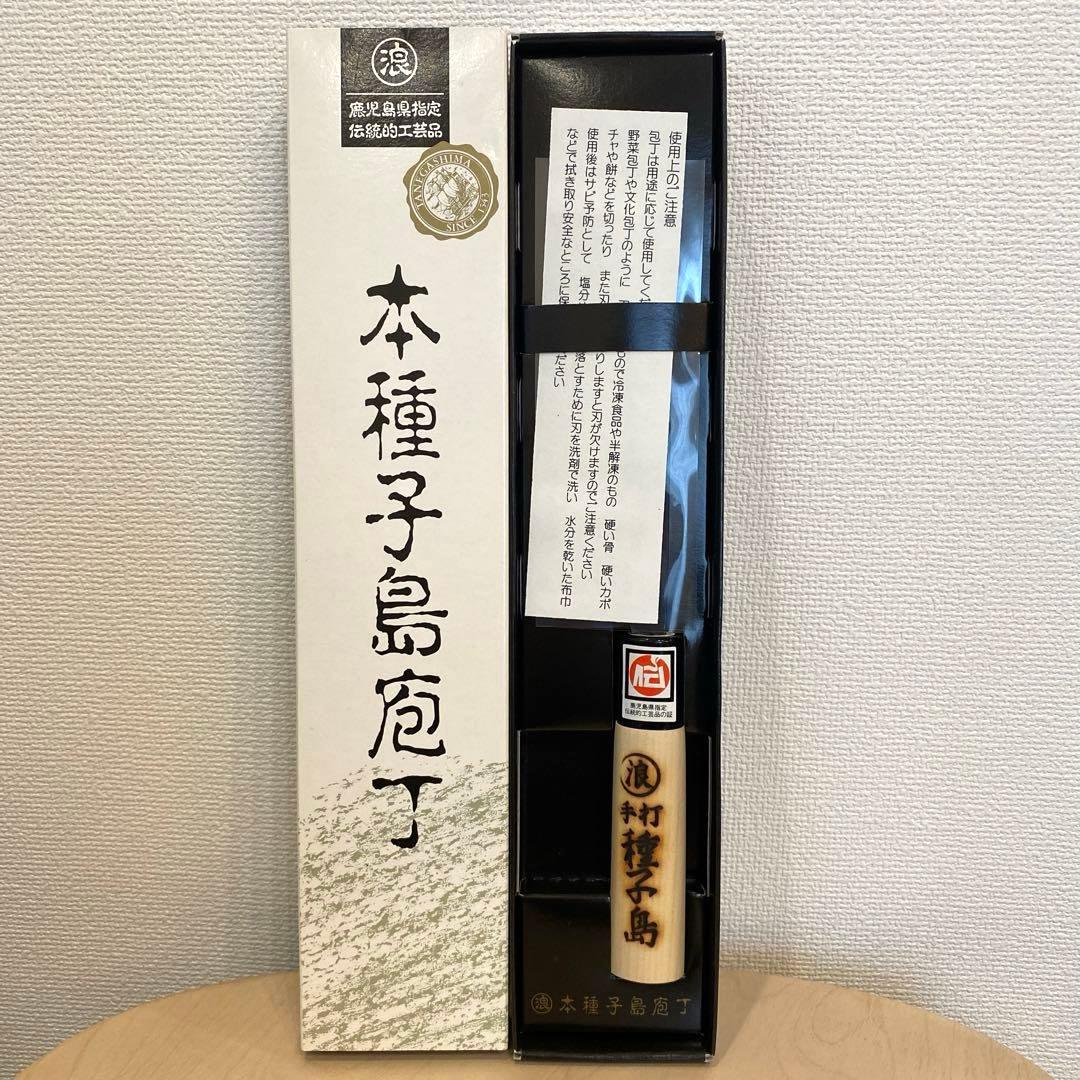 浪
鹿児島県指定
伝統的工芸品
TANEGASHIMA
本種子島庖丁
使用上のご注意
包丁は用途に応じて使用してくだ
野菜包丁や文化包丁のように
もので冷凍食品や半解凍のもの 硬い骨 硬いカボ
チャや餅などを切ったり また刃
りしますと刃が欠けますのでご注意ください
使用後はサビ予防として 塩分
落とすために刃を洗剤で洗い 水分を乾いた布巾
などで拭き取り安全なところに保
ださい
伝
鹿児島県指定
伝統的工芸品の証
浪
手打
種子島
浪 本種子島庖丁